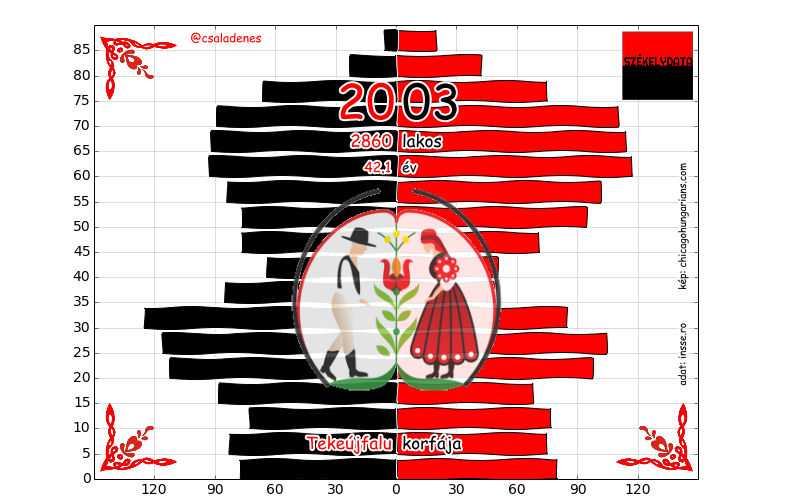 @csaladenes
SZÉKELYDATA
2003
2860 lakos
42.1 év
kép: chicagohungarians.com
adat: insse.ro
Tekeújfalu korfája
85
80
75
70
65
60
55
50
45
40
35
30
25
20
15
10
5
0
120 90 60 30 0 30 60 90 120